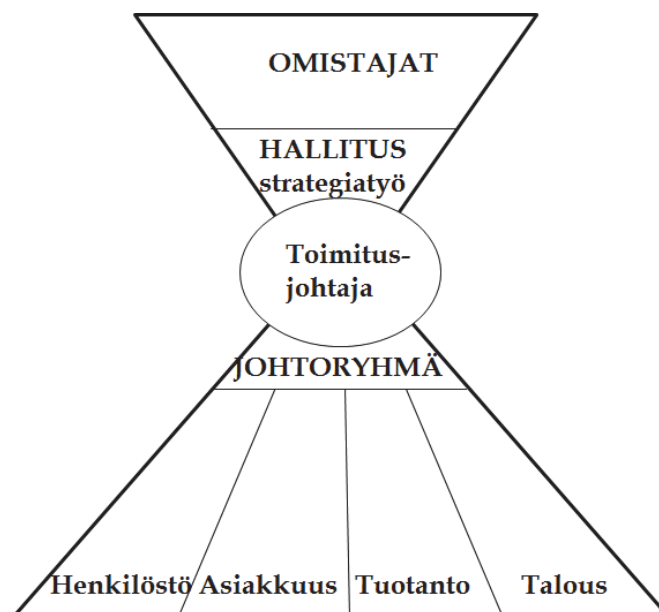 OMISTAJAT
HALLITUS
strategiatyö
Toimitus-
johtaja
JOHTORYHMÄ
Henkilöstö Asiakkuus Tuotanto Talous